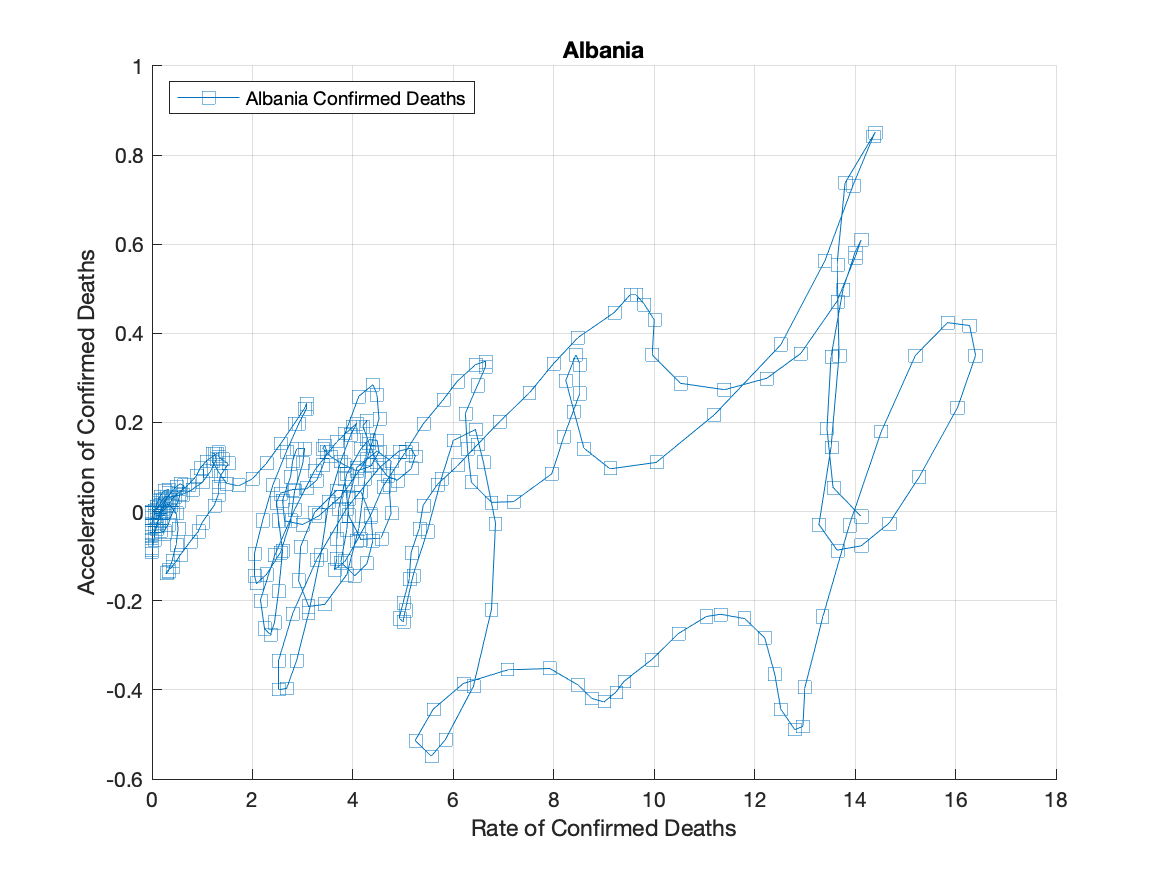 Albania
Albania Confirmed Deaths
1
0.8
0.6
0.4
0.2
0
-0.2
-0.4
-0.6
Acceleration of Confirmed Deaths
0 2 4 6 8 10 12 14 16 18
Rate of Confirmed Deaths